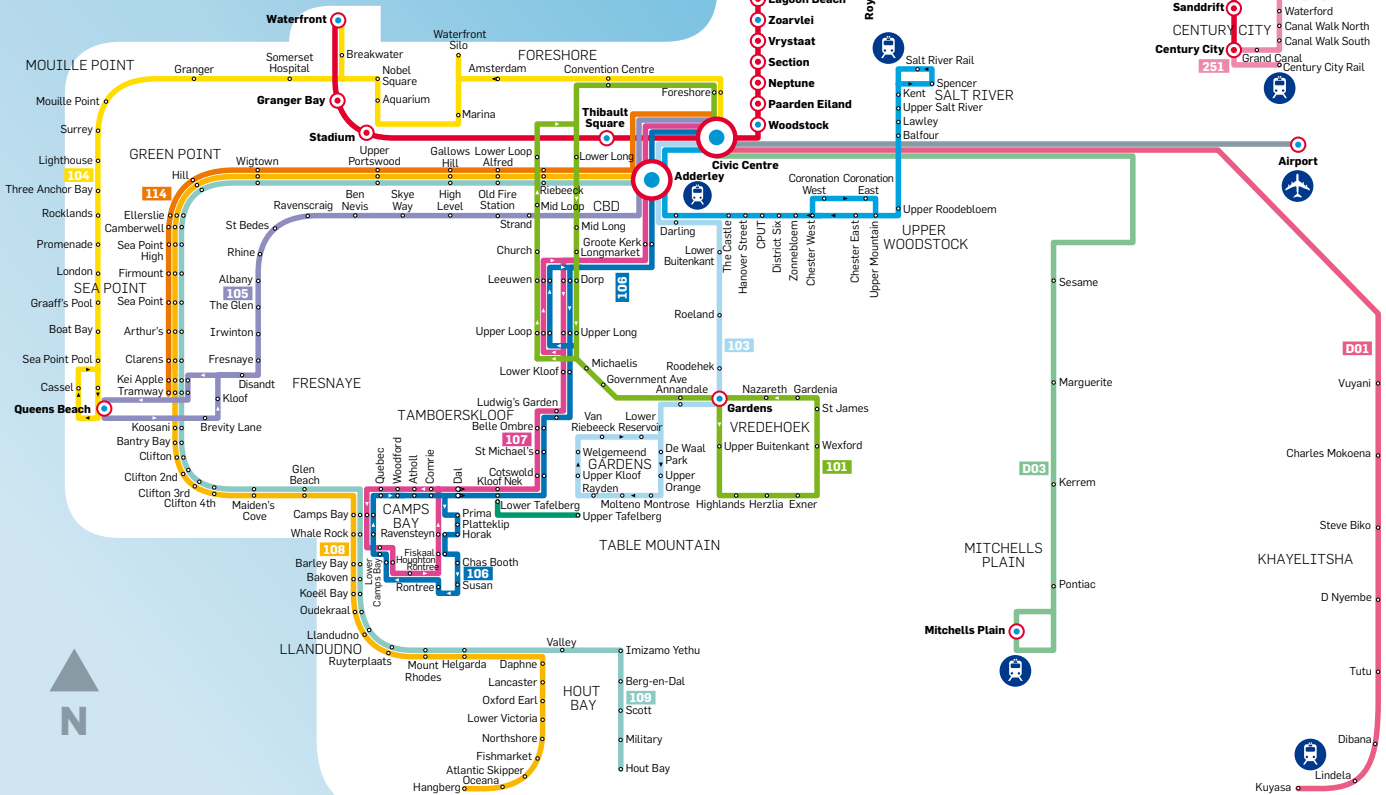 Lagoon Beach
Roy
Sanddrift
Waterford
Waterfront
Zoarvlei
CENTURY CITY
Canal Walk North
Waterfront
Silo
Vrystaat
Canal Walk South
Breakwater
FORESHORE
Century City
Grand Canal
MOUILLE POINT
Somerset
Hospital
Section
Salt River Rail
251
Century City Rail
Granger
Nobel
Square
Amsterdam
Convention Centre
Neptune
Spencer
Mouille Point
Granger Bay
Aquarium
Foreshore
Paarden Eiland
Kent
SALT RIVER
Upper Salt River
Surrey
Stadium
Marina
Thibault
Square
Woodstock
Lawley
Balfour
GREEN POINT
Upper
Portswood
Gallows
Hill
Lower Loop
Alfred
Lower Long
Civic Centre
Airport
Lighthouse
Wigtown
104
Hill
Adderley
Coronation
West
Coronation
East
Three Anchor Bay
114
Riebeeck
Ben
Nevis
Skye
Way
High
Level
Old Fire
Station
Mid Loop
CBD
Ravenscraig
Upper Roodebloem
Rocklands
Ellerslie
Camberwell
St Bedes
Strand
Mid Long
Darling
UPPER
WOODSTOCK
Promenade
Sea Point
High
Rhine
Church
Groote Kerk
Longmarket
Lower
Buitenkant
The Castle
Hanover Street
CPUT
District Six
Zonnebloem
Chester West
Chester East
Upper Mountain
London
Firmount
Albany
Leeuwen
Dorp
106
Sesame
SEA POINT
105
Graaff's Pool
Sea Point
The Glen
Roeland
Boat Bay
Arthur's
Irwinton
Upper Loop
Upper Long
103
D01
Sea Point Pool
Clarens
Fresnaye
Lower Kloof
Michaelis
Roodehek
Cassel
Kei Apple
Tramway
Disandt
FRESNAYE
Government Ave
Annandale
Nazareth
Gardenia
Marguerite
Vuyani
Queens Beach
Kloof
Ludwig's Garden
Gardens
St James
TAMBOERSKLOOF
Van
Riebeeck
Lower
Reservoir
Koosani
Brevity Lane
Belle Ombre
VREDEHOEK
Bantry Bay
107
St Michael's
Welgemeend
De Waal
Park
Upper Buitenkant
Wexford
Clifton
Quebec
Woodford
Atholl
Comrie
Dal
GARDENS
Charles Mokoena
Clifton 2nd
Glen
Beach
Cotswold
Kloof Nek
Upper Kloof
Upper
Orange
101
D03
Clifton 3rd
Rayden
Kerrem
Clifton 4th
Maiden's
Cove
Lower Tafelberg
Molteno
Montrose
Highlands
Herzlia
Exner
Camps Bay
CAMPS
BAY
Prima
Upper Tafelberg
Platteklip
Steve Biko
Whale Rock
Ravensteyn
Horak
TABLE MOUNTAIN
108
Lower
Camps Bay
Fiskaal
Houghton
Rontree
Chas Booth
MITCHELLS
PLAIN
KHAYELITSHA
Barley Bay
106
Bakoven
Rontree
Susan
Pontiac
Koeël Bay
D Nyembe
Oudekraal
Llandudno
Valley
Mitchells Plain
LLANDUDNO
Imizamo Yethu
Ruyterplats
Mount
Rhodes
Helgarda
Daphne
Tutu
Lancaster
HOUT
BAY
Berg-en-Dal
Oxford Earl
109
Lower Victoria
Scott
N
Northshore
Military
Dibana
Fishmarket
Atlantic Skipper
Hout Bay
Oceana
Lindela
Hangberg
Kuyasa